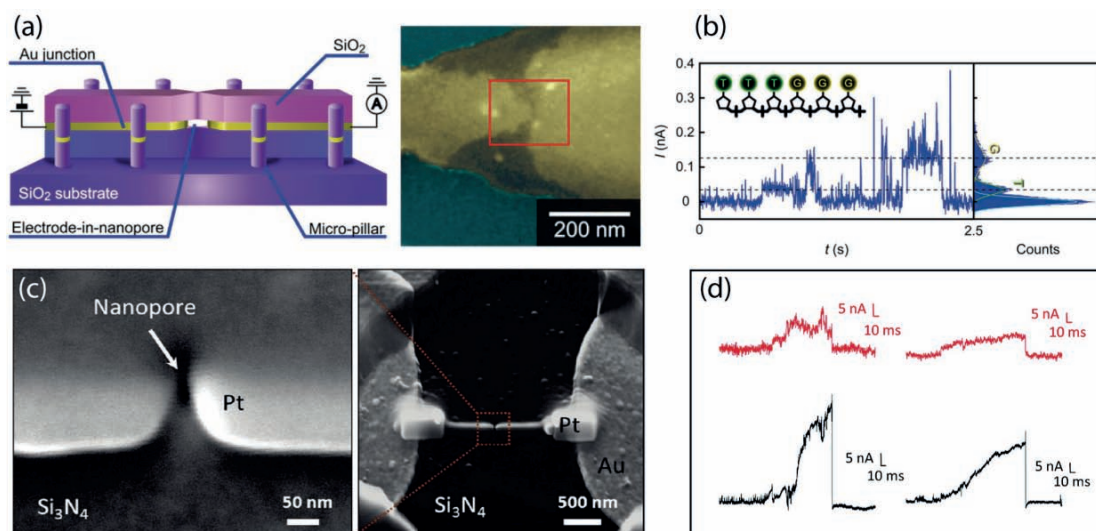 (a)
Au junction
SiO2
A
SiO2 substrate
Electrode-in-nanopore
Micro-pillar
200 nm
(b)
0.4
0.3
0.2
0.1
0
I (nA)
T T T G G G
G
T
0
2.5
t (s)
Counts
(c)
Nanopore
Pt
Si3N4
50 nm
Pt
Au
Si3N4
500 nm
(d)
5 nA
10 ms
5 nA
10 ms
5 nA
10 ms
5 nA
10 ms